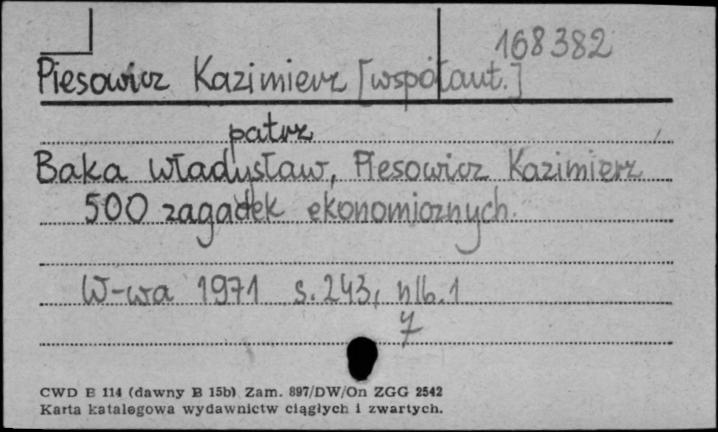 168382
Piesowicz Kazimierz [współaut.]
patrz
Baka Władysław, Piesowicz Kazimierz
500 zagadek ekonomicznych.
W-wa 1971 s. 243, nlb. 1
7
CWD E 114 (dawny B 15b) Zam. 897/DW/On ZGG 2542
Karta katalogowa wydawnictw ciągłych i zwartych.